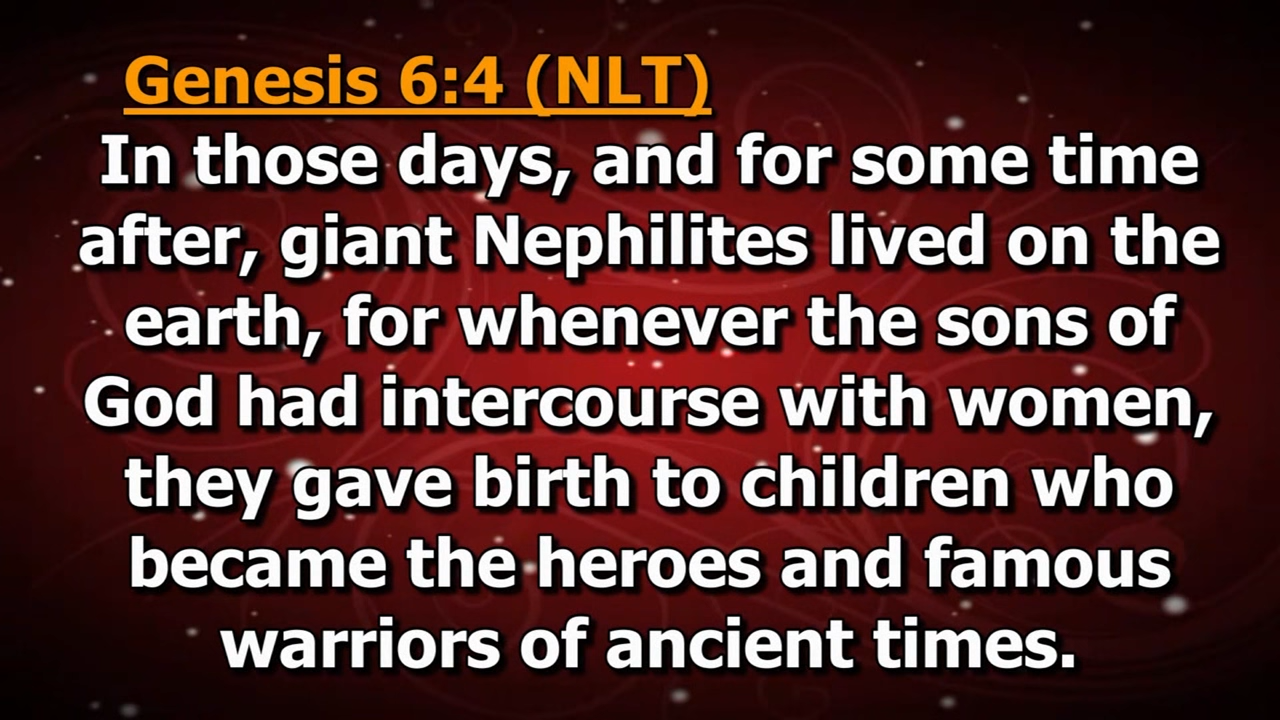 Genesis 6:4 (NLT)
In those days, and for some time
after, giant Nephilites lived on the
earth, for whenever the sons of
God had intercourse with women,
they gave birth to children who
became the heroes and famous
warriors of ancient times.